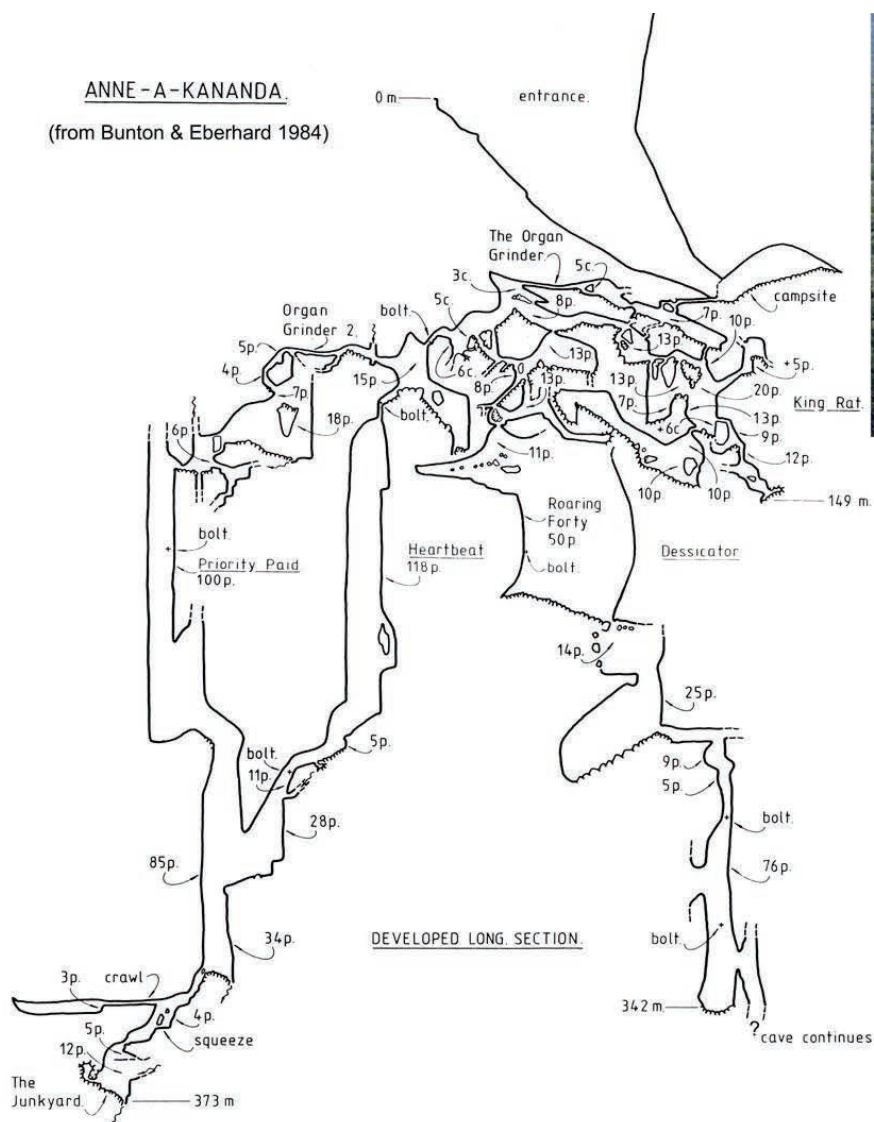 ANNE-A-KANANDA.
(from Bunton & Eberhard 1984)
0 m.
entrance.
The Organ
Grinder.
5c.
3c.
8p.
campsite
7p.
10p.
Organ
Grinder 2.
bolt.
5c.
5p.
4p.
15p.
6c.
13p.
13p.
+5p.
7p.
8p.
13p.
13p.
20p.
King Rat.
7p.
18p.
bolt.
13p.
6p.
+6c
9p.
11p.
12p.
10p.
10p.
149 m.
bolt.
Roaring
Forty
50p.
Priority Paid
100p.
Heartbeat
118p.
bolt.
Dessicator
14p.
25p.
5p.
bolt.
11p.
9p.
5p.
28p.
bolt.
85p.
76p.
34p.
DEVELOPED LONG. SECTION.
bolt.
crawl
3p.
4p.
342 m.
squeeze
?
cave continues
5p.
12p.
The
Junkyard.
373 m